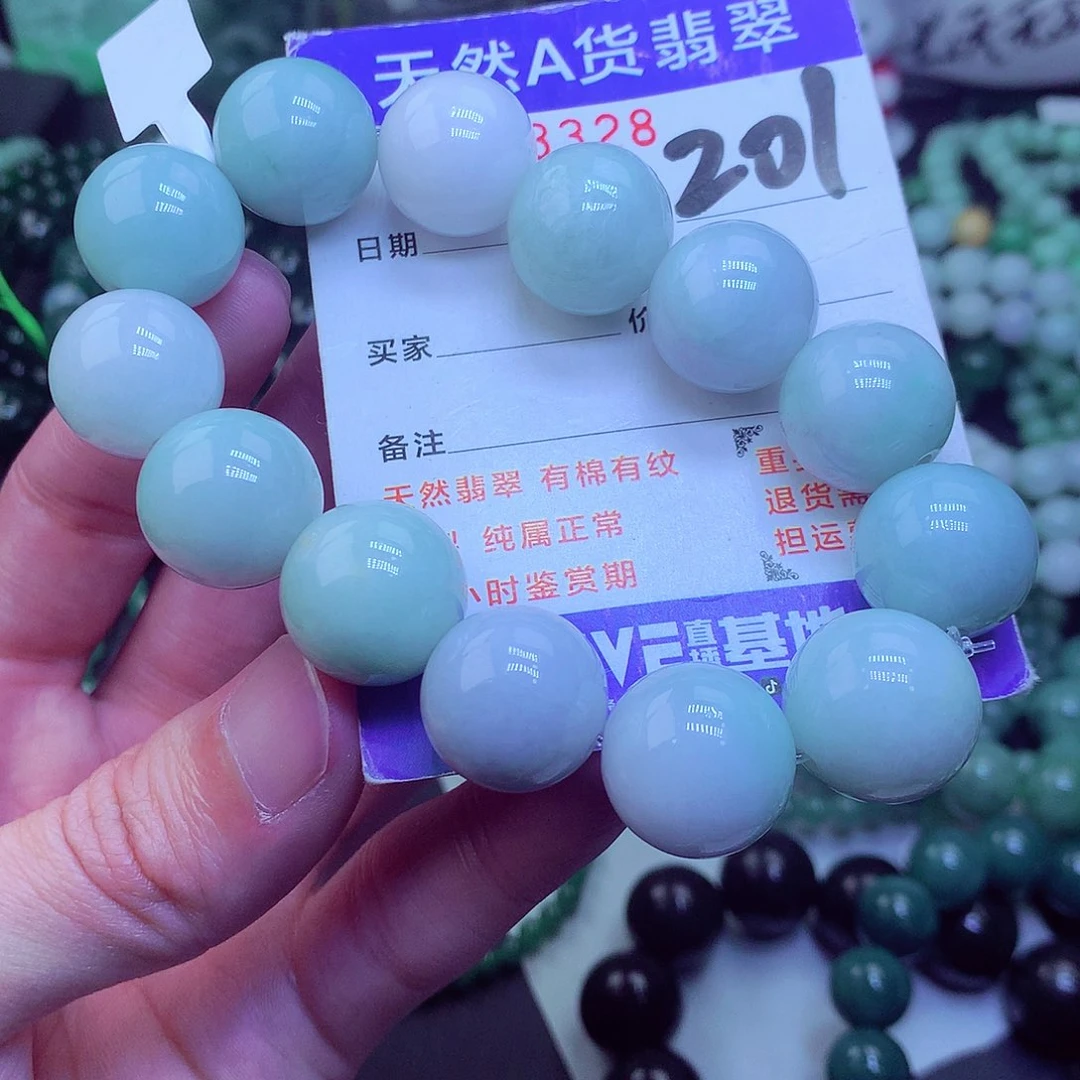 天然A货翡翠
3328
201
日期
买家
备注
天然翡翠 有棉有纹
纯属正常
小时鉴赏期
重
退货需
担运
VE直播基地